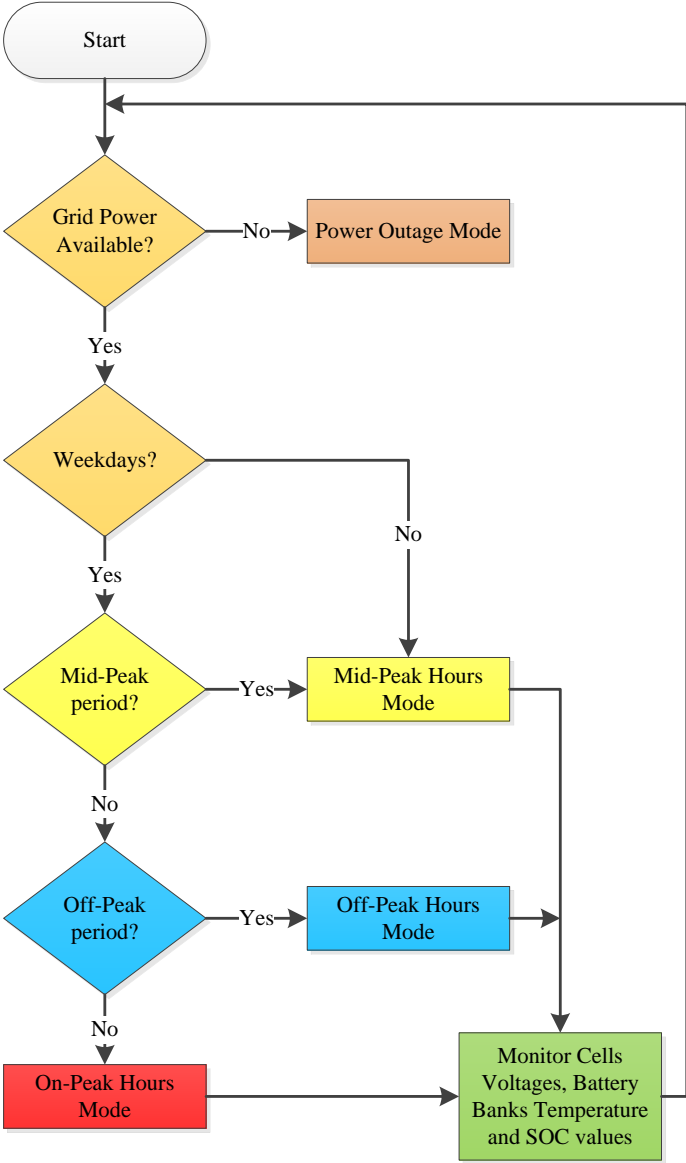 Start
Grid Power
Available?
No
Power Outage Mode
Yes
Weekdays?
No
Yes
Mid-Peak
period?
Yes
Mid-Peak Hours
Mode
No
Off-Peak
period?
Yes
Off-Peak Hours
Mode
No
On-Peak Hours
Mode
Monitor Cells
Voltages, Battery
Banks Temperature
and SOC values